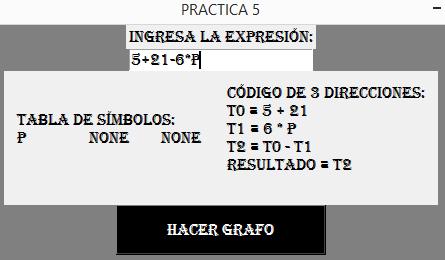 PRACTICA 5
INGRESA LA EXPRESIÓN:
5+21-6*P
TABLA DE SÍMBOLOS:
P NONE NONE
CÓDIGO DE 3 DIRECCIONES:
T0 = 5 + 21
T1 = 6 * P
T2 = T0 - T1
RESULTADO = T2
HACER GRAFO